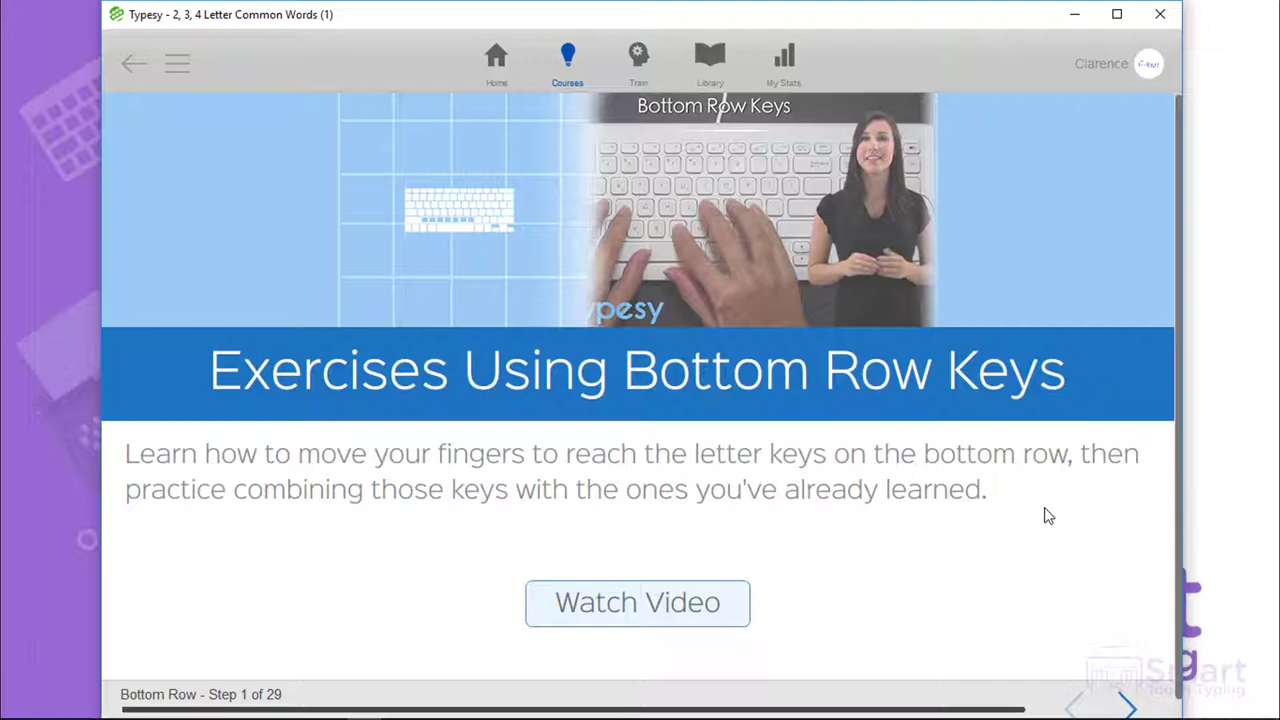 Typesy - 2, 3, 4 Letter Common Words (1)
Home
Courses
Train
Library
My Stats
Clarence
Bottom Row Keys
ypesy
Exercises Using Bottom Row Keys
Learn how to move your fingers to reach the letter keys on the bottom row, then
practice combining those keys with the ones you've already learned.
Watch Video
Bottom Row - Step 1 of 29
Smart
Touch Typing